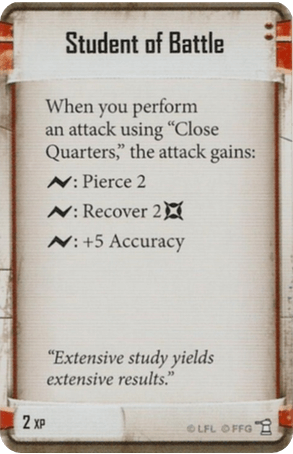 Student of Battle
When you perform
an attack using “Close
Quarters,” the attack gains:
: Pierce 2
: Recover 2
: +5 Accuracy
“Extensive study yields
extensive results.”
2 XP
© LFL © FFG